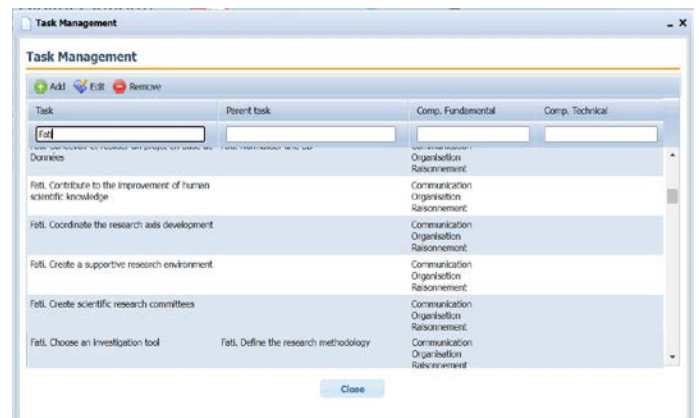 Task Management
Task Management
Add Edit Remove
Task Parent task Comp. Fundamental Comp. Technical
Fati
Données
Organisation
Raisonnement
Fati. Contribute to the improvement of human
scientific knowledge
Communication
Organisation
Raisonnement
Fati. Coordinate the research axis development
Communication
Organisation
Raisonnement
Fati. Create a supportive research environment
Communication
Organisation
Raisonnement
Fati. Create scientific research committees
Communication
Organisation
Raisonnement
Fati. Choose an investigation tool
Fati. Define the research methodology
Communication
Organisation
Raisonnement
Close